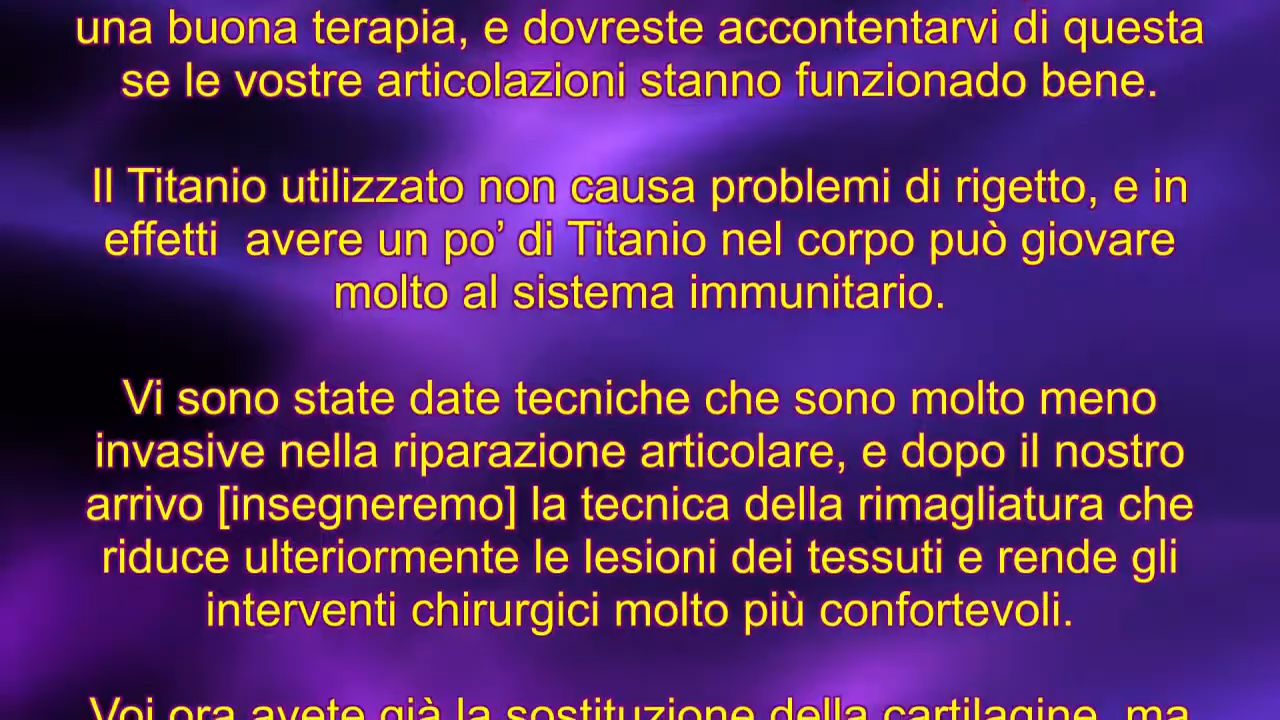 una buona terapia, e dovreste accontentarvi di questa
se le vostre articolazioni stanno funzionado bene.
Il Titanio utilizzato non causa problemi di rigetto, e in
effetti  avere un po’ di Titanio nel corpo può giovare
molto al sistema immunitario.
Vi sono state date tecniche che sono molto meno
invasive nella riparazione articolare, e dopo il nostro
arrivo [insegneremo] la tecnica della rimagliatura che
riduce ulteriormente le lesioni dei tessuti e rende gli
interventi chirurgici molto più confortevoli.
Voi ora avete già la sostituzione della cartilagine, ma